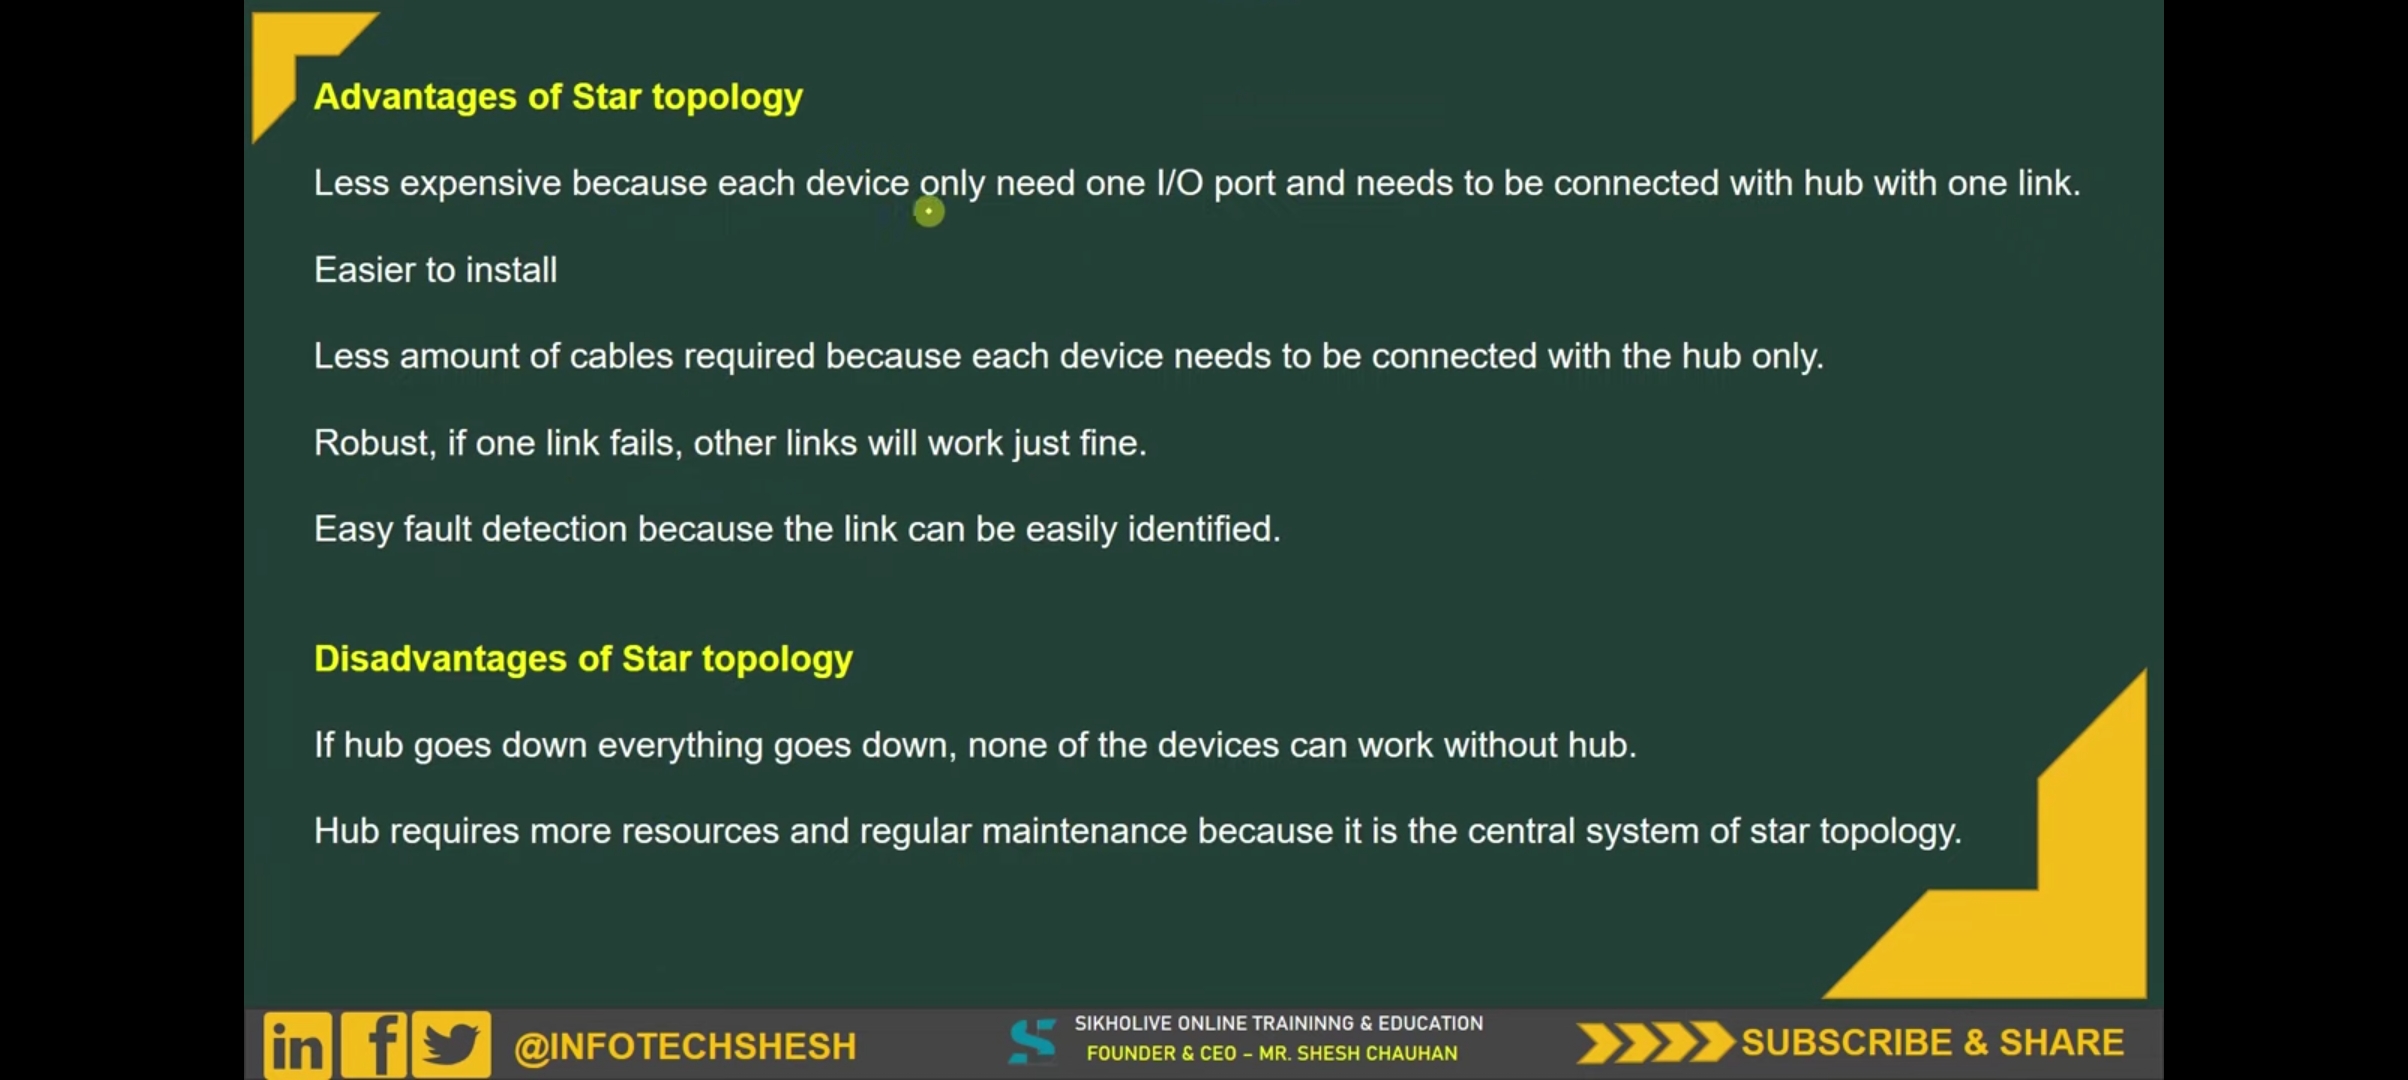 Advantages of Star topology
Less expensive because each device only need one I/O port and needs to be connected with hub with one link.
Easier to install
Less amount of cables required because each device needs to be connected with the hub only.
Robust, if one link fails, other links will work just fine.
Easy fault detection because the link can be easily identified.
Disadvantages of Star topology
If hub goes down everything goes down, none of the devices can work without hub.
Hub requires more resources and regular maintenance because it is the central system of star topology.
in f @INFOTECHSHESH
SIKHOLIVE ONLINE TRAININNG & EDUCATION
FOUNDER & CEO – MR. SHESH CHAUHAN
SUBSCRIBE & SHARE